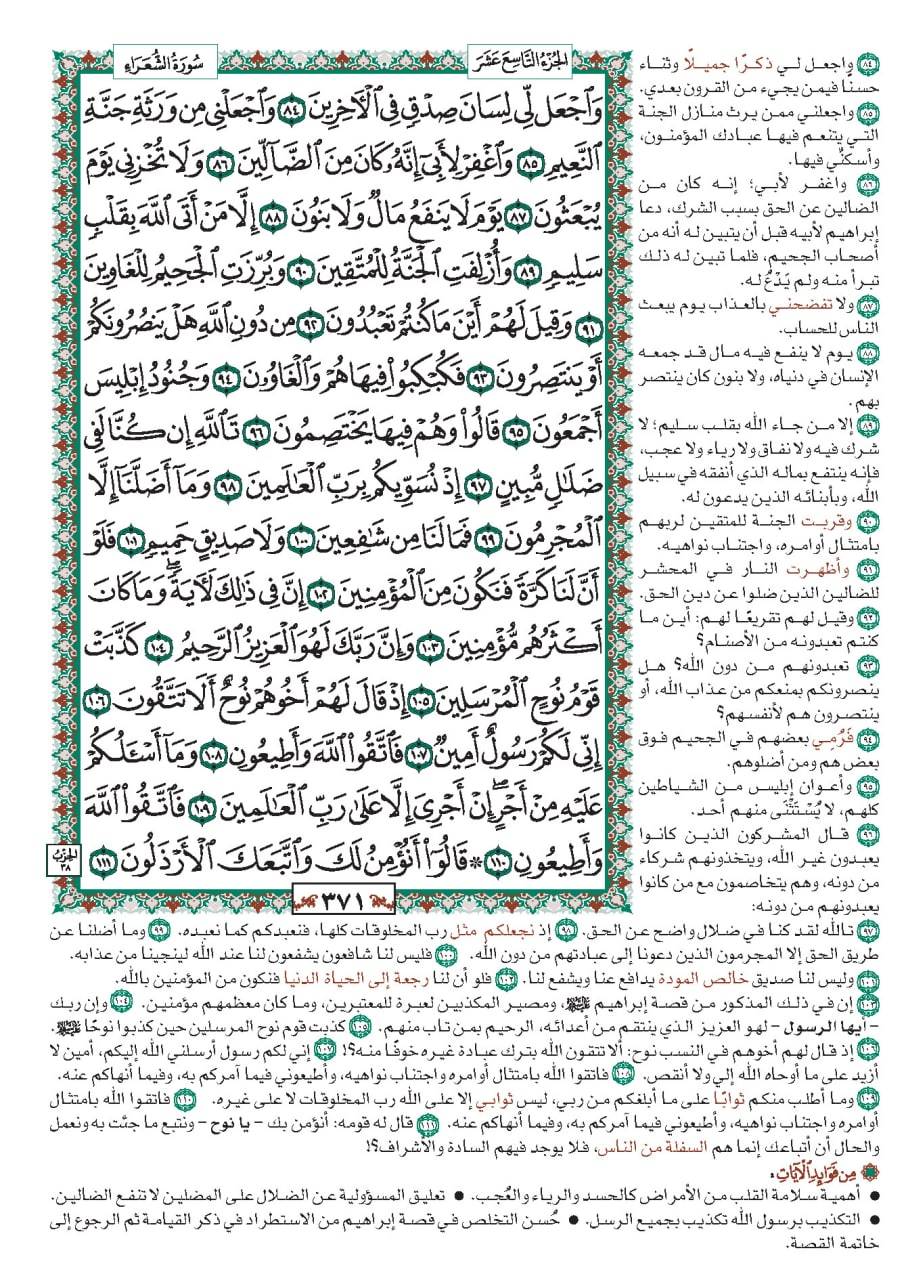 الجزء التاسع عشر
سورة الشعراء
وَٱجۡعَل لِّي لِسَانَ صِدۡقٖ فِي ٱلۡأٓخِرِينَ ٨٤ وَٱجۡعَلۡنِي مِن وَرَثَةِ جَنَّةِ
ٱلنَّعِيمِ ٨٥ وَٱغۡفِرۡ لِأَبِيٓ إِنَّهُۥ كَانَ مِنَ ٱلضَّآلِّينَ ٨٦ وَلَا تُخۡزِنِي يَوۡمَ
يُبۡعَثُونَ ٨٧ يَوۡمَ لَا يَنفَعُ مَالٞ وَلَا بَنُونَ ٨٨ إِلَّا مَنۡ أَتَى ٱللَّهَ بِقَلۡبٖ
سَلِيمٖ ٨٩ وَأُزۡلِفَتِ ٱلۡجَنَّةُ لِلۡمُتَّقِينَ ٩٠ وَبُرِّزَتِ ٱلۡجَحِيمُ لِلۡغَاوِينَ
٩١ وَقِيلَ لَهُمۡ أَيۡنَ مَا كُنتُمۡ تَعۡبُدُونَ ٩٢ مِن دُونِ ٱللَّهِ هَلۡ يَنصُرُونَكُمۡ
أَوۡ يَنتَصِرُونَ ٩٣ فَكُبۡكِبُواْ فِيهَا هُمۡ وَٱلۡغَاوُۥنَ ٩٤ وَجُنُودُ إِبۡلِيسَ
أَجۡمَعُونَ ٩٥ قَالُواْ وَهُمۡ فِيهَا يَخۡتَصِمُونَ ٩٦ تَٱللَّهِ إِن كُنَّا لَفِي
ضَلَٰلٖ مُّبِينٍ ٩٧ إِذۡ نُسَوِّيكُم بِرَبِّ ٱلۡعَٰلَمِينَ ٩٨ وَمَآ أَضَلَّنَآ إِلَّا
ٱلۡمُجۡرِمُونَ ٩٩ فَمَا لَنَا مِن شَٰفِعِينَ ١٠٠ وَلَا صَدِيقٍ حَمِيمٖ ١٠١ فَلَوۡ
أَنَّ لَنَا كَرَّةٗ فَنَكُونَ مِنَ ٱلۡمُؤۡمِنِينَ ١٠٢ إِنَّ فِي ذَٰلِكَ لَأٓيَةٗۖ وَمَا كَانَ
أَكۡثَرُهُم مُّؤۡمِنِينَ ١٠٣ وَإِنَّ رَبَّكَ لَهُوَ ٱلۡعَزِيزُ ٱلرَّحِيمُ ١٠٤ كَذَّبَتۡ
قَوۡمُ نُوحٍ ٱلۡمُرۡسَلِينَ ١٠٥ إِذۡ قَالَ لَهُمۡ أَخُوهُمۡ نُوحٌ أَلَا تَتَّقُونَ ١٠٦
إِنِّي لَكُمۡ رَسُولٌ أَمِينٞ ١٠٧ فَٱتَّقُواْ ٱللَّهَ وَأَطِيعُونِ ١٠٨ وَمَآ أَسۡـَٔلُكُمۡ
عَلَيۡهِ مِنۡ أَجۡرٍۖ إِنۡ أَجۡرِيَ إِلَّا عَلَىٰ رَبِّ ٱلۡعَٰلَمِينَ ١٠٩ فَٱتَّقُواْ ٱللَّهَ
وَأَطِيعُونِ ١١٠ ۞ قَالُوٓاْ أَنُؤۡمِنُ لَكَ وَٱتَّبَعَكَ ٱلۡأَرۡذَلُونَ ١١١
الحزب
٣٨
٣٧١
٨٤ واجعل لي ذكرًا جميلًا وثناء
حسنًا فيمن يجيء من القرون بعدي.
٨٥ واجعلني ممن يرث منازل الجنة
التي يتنعم فيها عبادك المؤمنون،
وأسكنِّي فيها.
٨٦ واغفر لأبي؛ إنه كان من
الضالين عن الحق بسبب الشرك، دعا
إبراهيم لأبيه قبل أن يتبين له أنه من
أصحاب الجحيم، فلما تبين له ذلك
تبرأ منه ولم يَدْعُ له.
٨٧ ولا تفضحني بالعذاب يوم يبعث
الناس للحساب.
٨٨ يوم لا ينفع فيه مال قد جمعه
الإنسان في دنياه، ولا بنون كان ينتصر
بهم.
٨٩ إلا من جاء الله بقلب سليم؛ لا
شرك فيه ولا نفاق ولا رياء ولا عجب،
فإنه ينتفع بماله الذي أنفقه في سبيل
الله، وبأبنائه الذين يدعون له.
٩٠ وقربت الجنة للمتقين لربهم
بامتثال أوامره، واجتناب نواهيه.
٩١ وأظهرت النار في المحشر
للضالين الذين ضلوا عن دين الحق.
٩٢ وقيل لهم تقريعًا لهم: أين ما
كنتم تعبدونه من الأصنام؟
٩٣ تعبدونهم من دون الله؟ هل
ينصرونكم بمنعكم من عذاب الله، أو
ينتصرون هم لأنفسهم؟
٩٤ فَرُمِي بعضهم في الجحيم فوق
بعض هم ومن أضلوهم.
٩٥ وأعوان إبليس من الشياطين
كلهم، لا يُسْتَثْنَى منهم أحد.
٩٦ قال المشركون الذين كانوا
يعبدون غير الله، ويتخذونهم شركاء
من دونه، وهم يتخاصمون مع من كانوا
يعبدونهم من دونه:
٩٧ تالله لقد كنا في ضلال واضح عن الحق. ٩٨ إذ نجعلكم مثل رب المخلوقات كلها، فنعبدكم كما نعبده. ٩٩ وما أضلنا عن
طريق الحق إلا المجرمون الذين دعونا إلى عبادتهم من دون الله. ١٠٠ فليس لنا شافعون يشفعون لنا عند الله لينجينا من عذابه.
١٠١ وليس لنا صديق خالص المودة يدافع عنا ويشفع لنا. ١٠٢ فلو أن لنا رجعة إلى الحياة الدنيا فنكون من المؤمنين بالله.
١٠٣ إن في ذلك المذكور من قصة إبراهيم ﷺ، ومصير المكذبين لعبرة للمعتبرين، وما كان معظمهم مؤمنين. ١٠٤ وإن ربك
– أيها الرسول – لهو العزيز الذي ينتقم من أعدائه، الرحيم بمن تاب منهم. ١٠٥ كذبت قوم نوح المرسلين حين كذبوا نوحًا ﷺ.
١٠٦ إذ قال لهم أخوهم في النسب نوح: ألا تتقون الله بترك عبادة غيره خوفًا منه؟! ١٠٧ إني لكم رسول أرسلني الله إليكم، أمين لا
أزيد على ما أوحاه الله إلي ولا أنقص. ١٠٨ فاتقوا الله بامتثال أوامره واجتناب نواهيه، وأطيعوني فيما آمركم به، وفيما أنهاكم عنه.
١٠٩ وما أطلب منكم ثوابًا على ما أبلغكم من ربي، ليس ثوابي إلا على الله رب المخلوقات لا على غيره. ١١٠ فاتقوا الله بامتثال
أوامره واجتناب نواهيه، وأطيعوني فيما آمركم به، وفيما أنهاكم عنه. ١١١ قال له قومه: أنؤمن بك – يا نوح – ونتبع ما جئت به ونعمل
والحال أن أتباعك إنما هم السفلة من الناس، فلا يوجد فيهم السادة والأشراف؟!
من فوائد الآيات:
• أهمية سلامة القلب من الأمراض كالحسد والرياء والعُجب. • تعليق المسؤولية عن الضلال على المضلين لا تنفع الضالين.
• التكذيب برسول الله تكذيب بجميع الرسل. • حُسن التخلص في قصة إبراهيم من الاستطراد في ذكر القيامة ثم الرجوع إلى
خاتمة القصة.